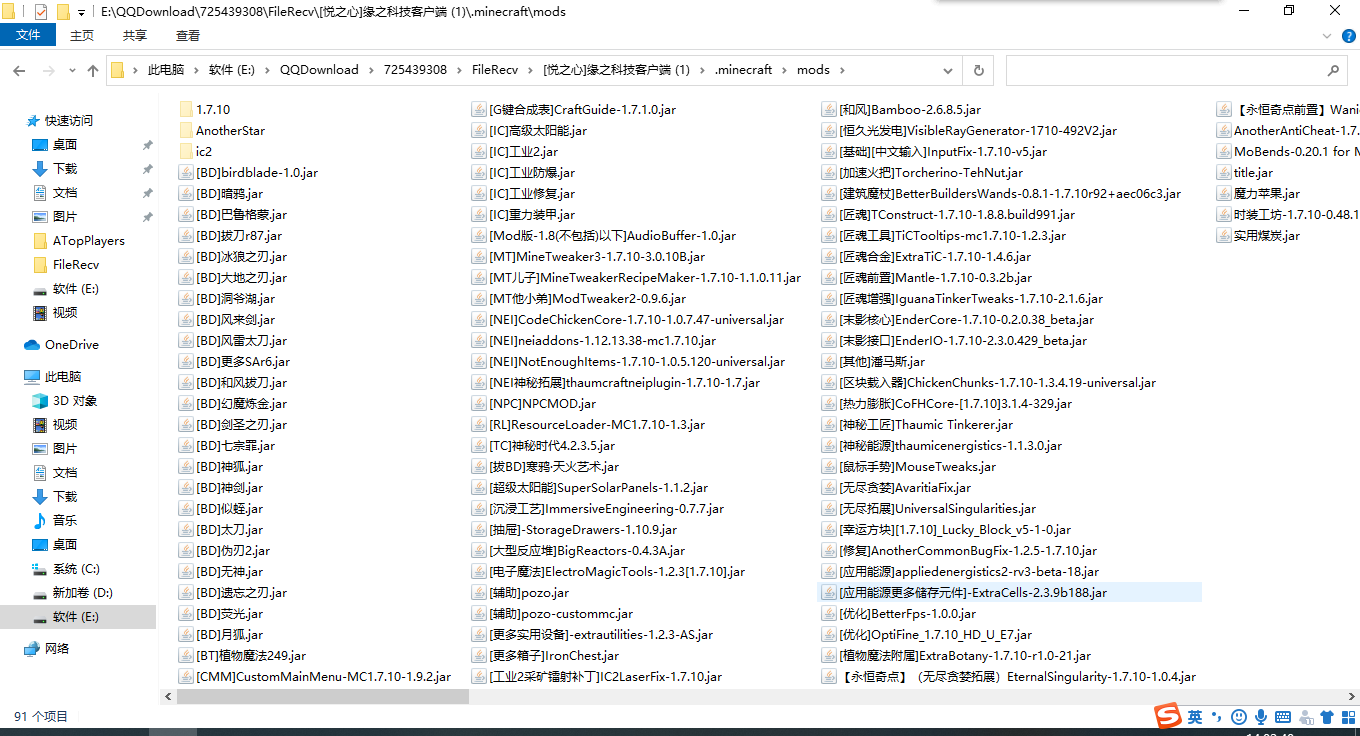 E:\QQDownload\725439308\FileRecv\[悦之心]缘之科技客户端 (1)\.minecraft\mods
文件 主页 共享 查看
此电脑 软件 (E:) QQDownload 725439308 FileRecv [悦之心]缘之科技客户端 (1) .minecraft mods
快速访问
桌面
下载
文档
图片
ATopPlayers
FileRecv
软件 (E:)
视频
OneDrive
此电脑
3D 对象
视频
图片
文档
下载
音乐
桌面
系统 (C:)
新加卷 (D:)
软件 (E:)
网络
1.7.10
AnotherStar
ic2
[BD]birdblade-1.0.jar
[BD]暗鸦.jar
[BD]巴鲁格蒙.jar
[BD]拔刀r87.jar
[BD]冰狼之刃.jar
[BD]大地之刃.jar
[BD]洞爷湖.jar
[BD]风来剑.jar
[BD]风雷太刀.jar
[BD]更多SAr6.jar
[BD]和风拔刀.jar
[BD]幻魔炼金.jar
[BD]剑圣之刃.jar
[BD]七宗罪.jar
[BD]神狐.jar
[BD]神剑.jar
[BD]似蛭.jar
[BD]太刀.jar
[BD]伪刃2.jar
[BD]无神.jar
[BD]遗忘之刃.jar
[BD]荧光.jar
[BD]月狐.jar
[BT]植物魔法249.jar
[CMM]CustomMainMenu-MC1.7.10-1.9.2.jar
[G键合成表]CraftGuide-1.7.1.0.jar
[IC]高级太阳能.jar
[IC]工业2.jar
[IC]工业防爆.jar
[IC]工业修复.jar
[IC]重力装甲.jar
[Mod版-1.8(不包括)以下]AudioBuffer-1.0.jar
[MT]MineTweaker3-1.7.10-3.0.10B.jar
[MT儿子]MineTweakerRecipeMaker-1.7.10-1.1.0.11.jar
[MT他小弟]ModTweaker2-0.9.6.jar
[NEI]CodeChickenCore-1.7.10-1.0.7.47-universal.jar
[NEI]neiaddons-1.12.13.38-mc1.7.10.jar
[NEI]NotEnoughItems-1.7.10-1.0.5.120-universal.jar
[NEI神秘拓展]thaumcraftneiplugin-1.7.10-1.7.jar
[NPC]NPCMOD.jar
[RL]ResourceLoader-MC1.7.10-1.3.jar
[TC]神秘时代4.2.3.5.jar
[拔BD]寒鸦·天火艺术.jar
[超级太阳能]SuperSolarPanels-1.1.2.jar
[沉浸工艺]ImmersiveEngineering-0.7.7.jar
[抽屉]-StorageDrawers-1.10.9.jar
[大型反应堆]BigReactors-0.4.3A.jar
[电子魔法]ElectroMagicTools-1.2.3[1.7.10].jar
[辅助]pozo.jar
[辅助]pozo-custommc.jar
[更多实用设备]-extrautilities-1.2.3-AS.jar
[更多箱子]IronChest.jar
[工业2采矿镭射补丁]IC2LaserFix-1.7.10.jar
[和风]Bamboo-2.6.8.5.jar
[恒久光发电]VisibleRayGenerator-1710-492V2.jar
[基础][中文输入]InputFix-1.7.10-v5.jar
[加速火把]Torcherino-TehNut.jar
[建筑魔杖]BetterBuildersWands-0.8.1-1.7.10r92+aec06c3.jar
[匠魂]TConstruct-1.7.10-1.8.8.build991.jar
[匠魂工具]TiCTooltips-mc1.7.10-1.2.3.jar
[匠魂合金]ExtraTiC-1.7.10-1.4.6.jar
[匠魂前置]Mantle-1.7.10-0.3.2b.jar
[匠魂增强]IguanaTinkerTweaks-1.7.10-2.1.6.jar
[末影核心]EnderCore-1.7.10-0.2.0.38_beta.jar
[末影接口]EnderIO-1.7.10-2.3.0.429_beta.jar
[其他]潘马斯.jar
[区块载入器]ChickenChunks-1.7.10-1.3.4.19-universal.jar
[热力膨胀]CoFHCore-[1.7.10]3.1.4-329.jar
[神秘工匠]Thaumic Tinkerer.jar
[神秘能源]thaumicenergistics-1.1.3.0.jar
[鼠标手势]MouseTweaks.jar
[无尽贪婪]AvaritiaFix.jar
[无尽拓展]UniversalSingularities.jar
[幸运方块][1.7.10]_Lucky_Block_v5-1-0.jar
[修复]AnotherCommonBugFix-1.2.5-1.7.10.jar
[应用能源]appliedenergistics2-rv3-beta-18.jar
[应用能源更多储存元件]-ExtraCells-2.3.9b188.jar
[优化]BetterFps-1.0.0.jar
[优化]OptiFine_1.7.10_HD_U_E7.jar
[植物魔法附属]ExtraBotany-1.7.10-r1.0-21.jar
【永恒奇点】（无尽贪婪拓展）EternalSingularity-1.7.10-1.0.4.jar
【永恒奇点前置】Wani
AnotherAntiCheat-1.7.
MoBends-0.20.1 for M
title.jar
魔力苹果.jar
时装工坊-1.7.10-0.48.1
实用煤炭.jar
91 个项目
英